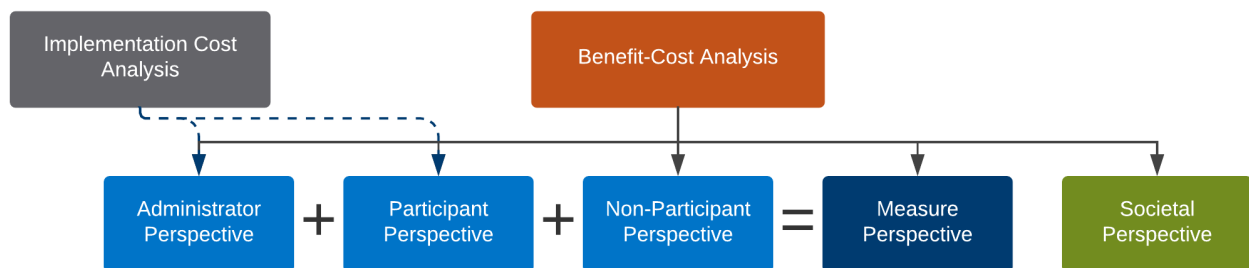 Implementation Cost
Analysis
Benefit-Cost Analysis
Administrator
Perspective
+
Participant
Perspective
+
Non-Participant
Perspective
=
Measure
Perspective
Societal
Perspective